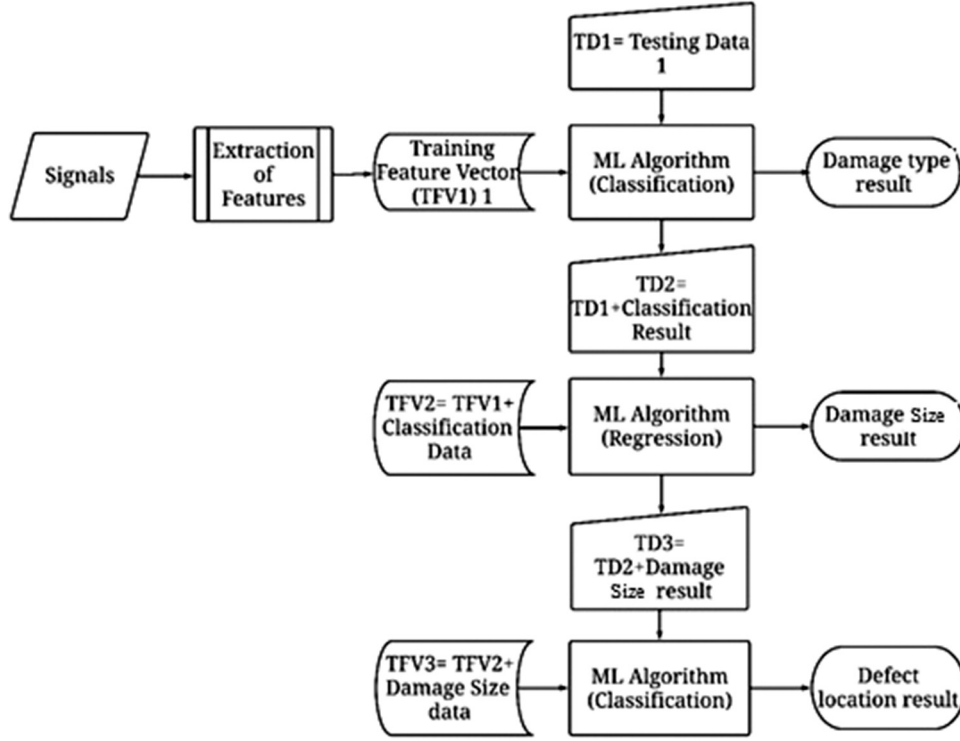 TD1= Testing Data
1
Signals
Extraction
of
Features
Training
Feature Vector
(TFV1) 1
ML Algorithm
(Classification)
Damage type
result
TD2=
TD1+Classification
Result
TFV2= TFV1+
Classification
Data
ML Algorithm
(Regression)
Damage Size
result
TD3=
TD2+Damage
Size result
TFV3= TFV2+
Damage Size
data
ML Algorithm
(Classification)
Defect
location result